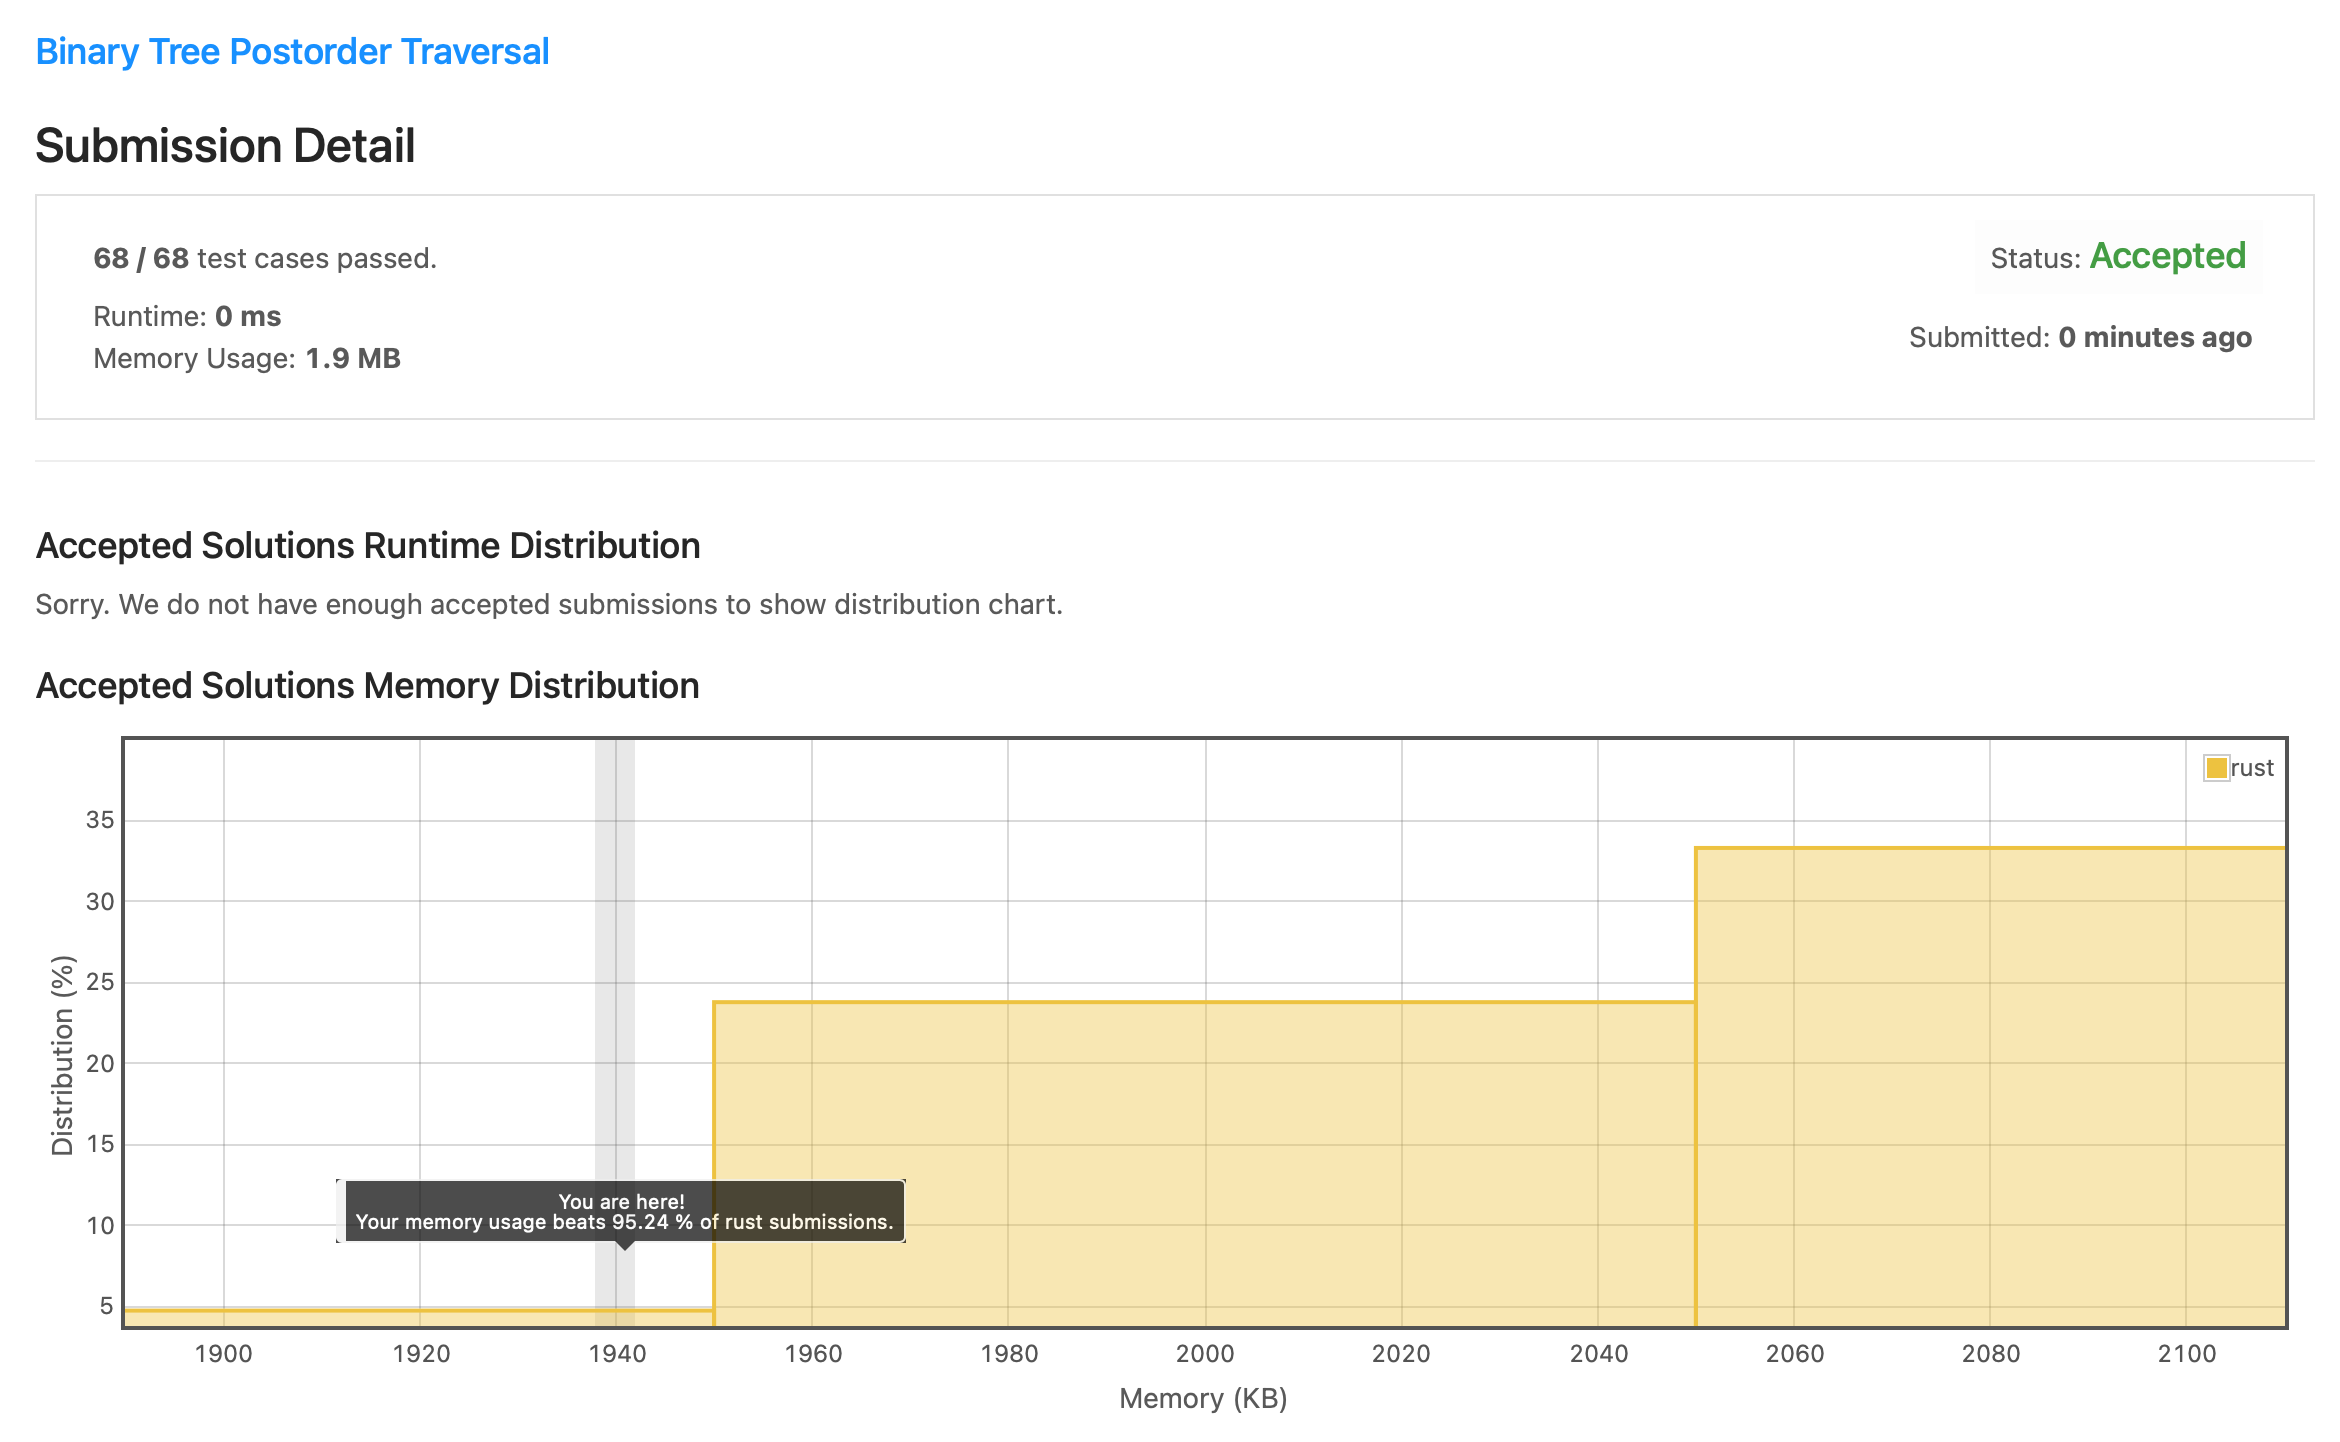 Binary Tree Postorder Traversal
Submission Detail
68 / 68 test cases passed.
Status: Accepted
Runtime: 0 ms
Submitted: 0 minutes ago
Memory Usage: 1.9 MB
Accepted Solutions Runtime Distribution
Sorry. We do not have enough accepted submissions to show distribution chart.
Accepted Solutions Memory Distribution
rust
35
30
25
20
15
10
5
Distribution (%)
You are here!
Your memory usage beats 95.24 % of rust submissions.
1900 1920 1940 1960 1980 2000 2020 2040 2060 2080 2100
Memory (KB)